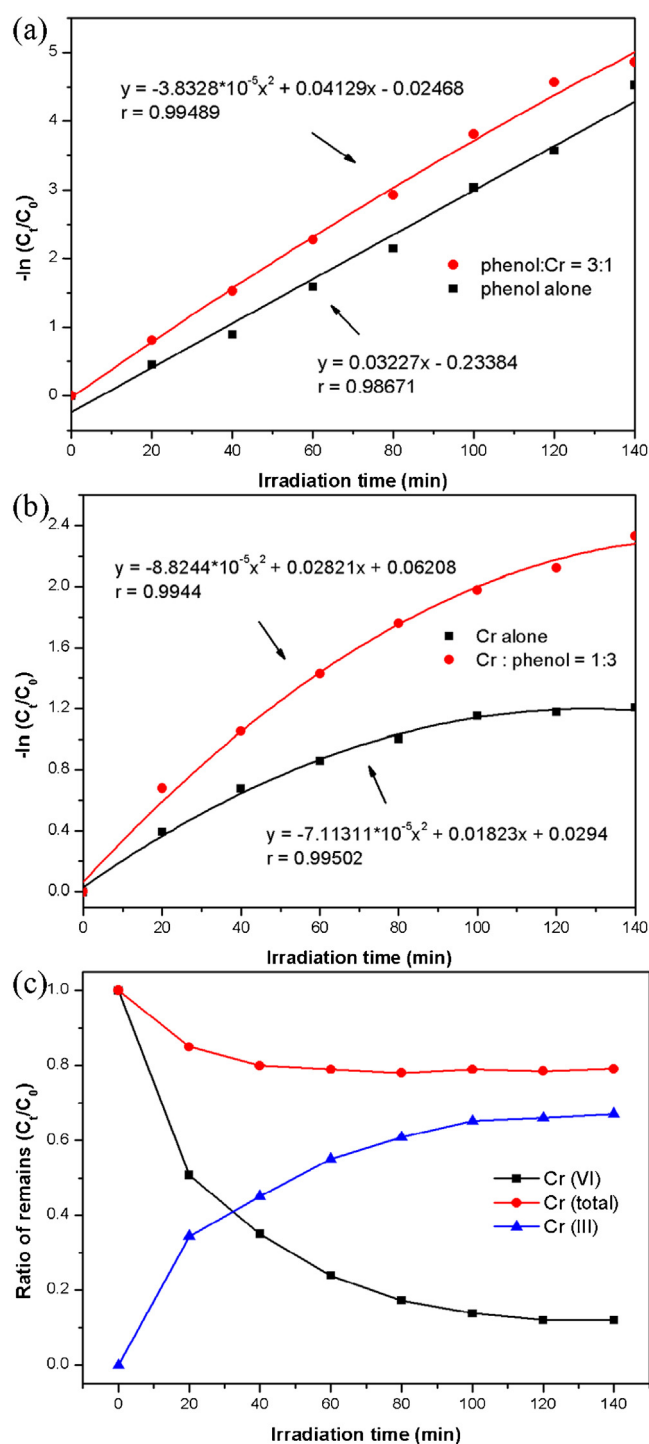 (a)
5
4
3
2
1
0
-ln (Cₜ/C₀)
y = -3.8328*10⁻⁵x² + 0.04129x - 0.02468
r = 0.99489
phenol:Cr = 3:1
phenol alone
y = 0.03227x - 0.23384
r = 0.98671
0 20 40 60 80 100 120 140
Irradiation time (min)
(b)
2.4
2.0
1.6
1.2
0.8
0.4
0.0
-ln (Cₜ/C₀)
y = -8.8244*10⁻⁵x² + 0.02821x + 0.06208
r = 0.9944
Cr alone
Cr : phenol = 1:3
y = -7.11311*10⁻⁵x² + 0.01823x + 0.0294
r = 0.99502
0 20 40 60 80 100 120 140
Irradiation time (min)
(c)
1.0
0.8
0.6
0.4
0.2
0.0
Ratio of remains (Cₜ/C₀)
Cr (VI)
Cr (total)
Cr (III)
0 20 40 60 80 100 120 140
Irradiation time (min)